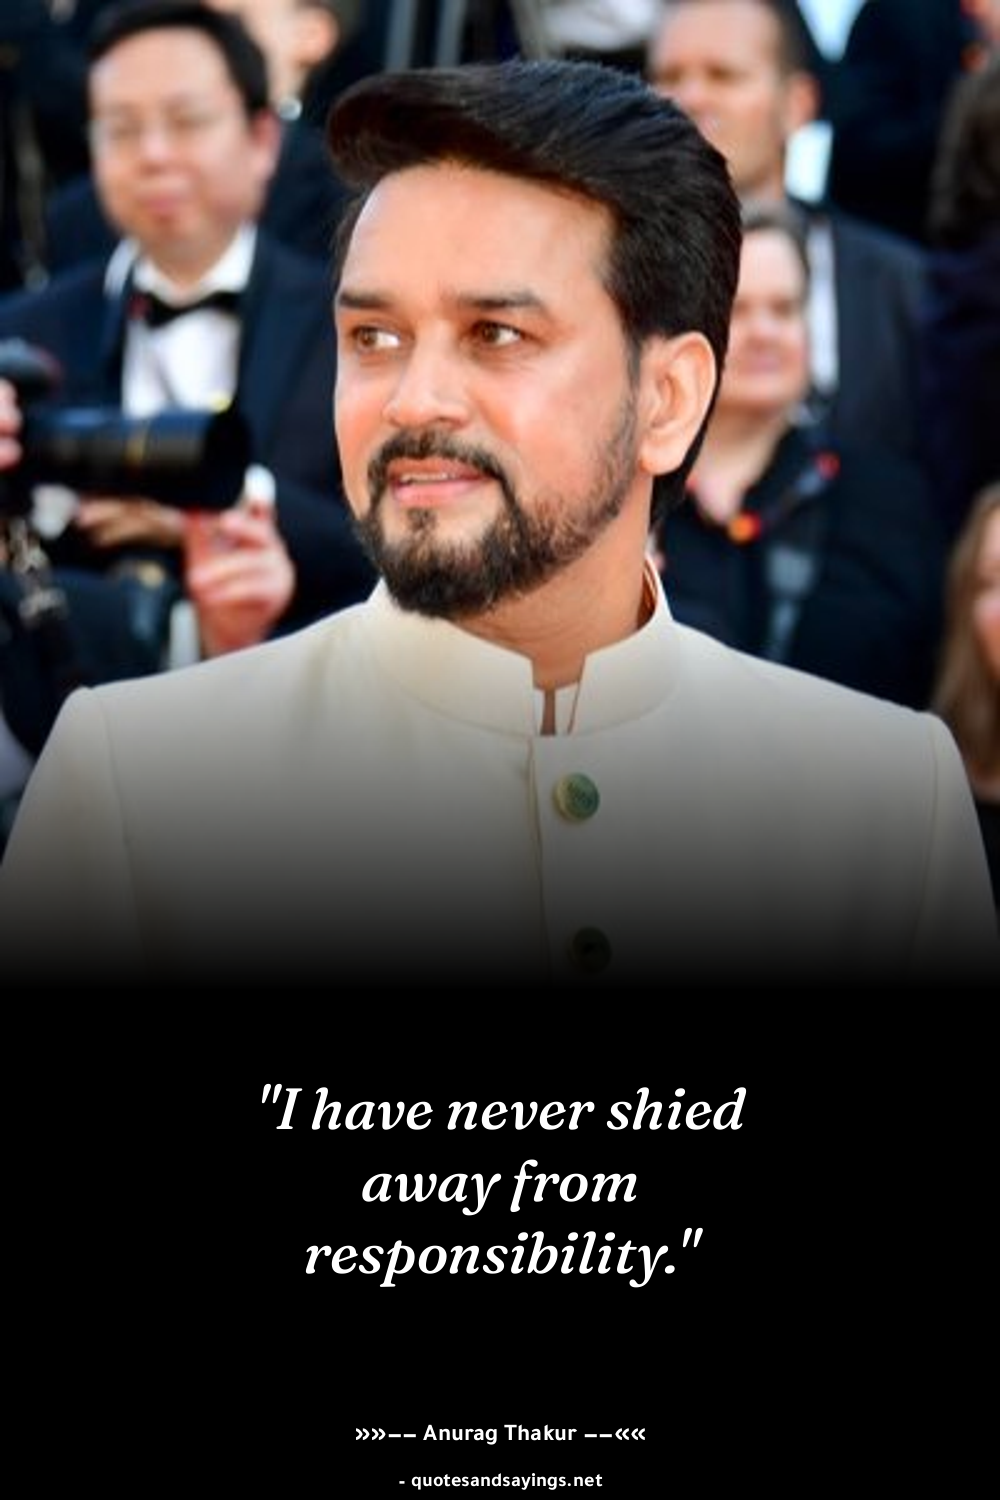 "I have never shied
away from
responsibility."
»»−− Anurag Thakur −−««
- quotesandsayings.net